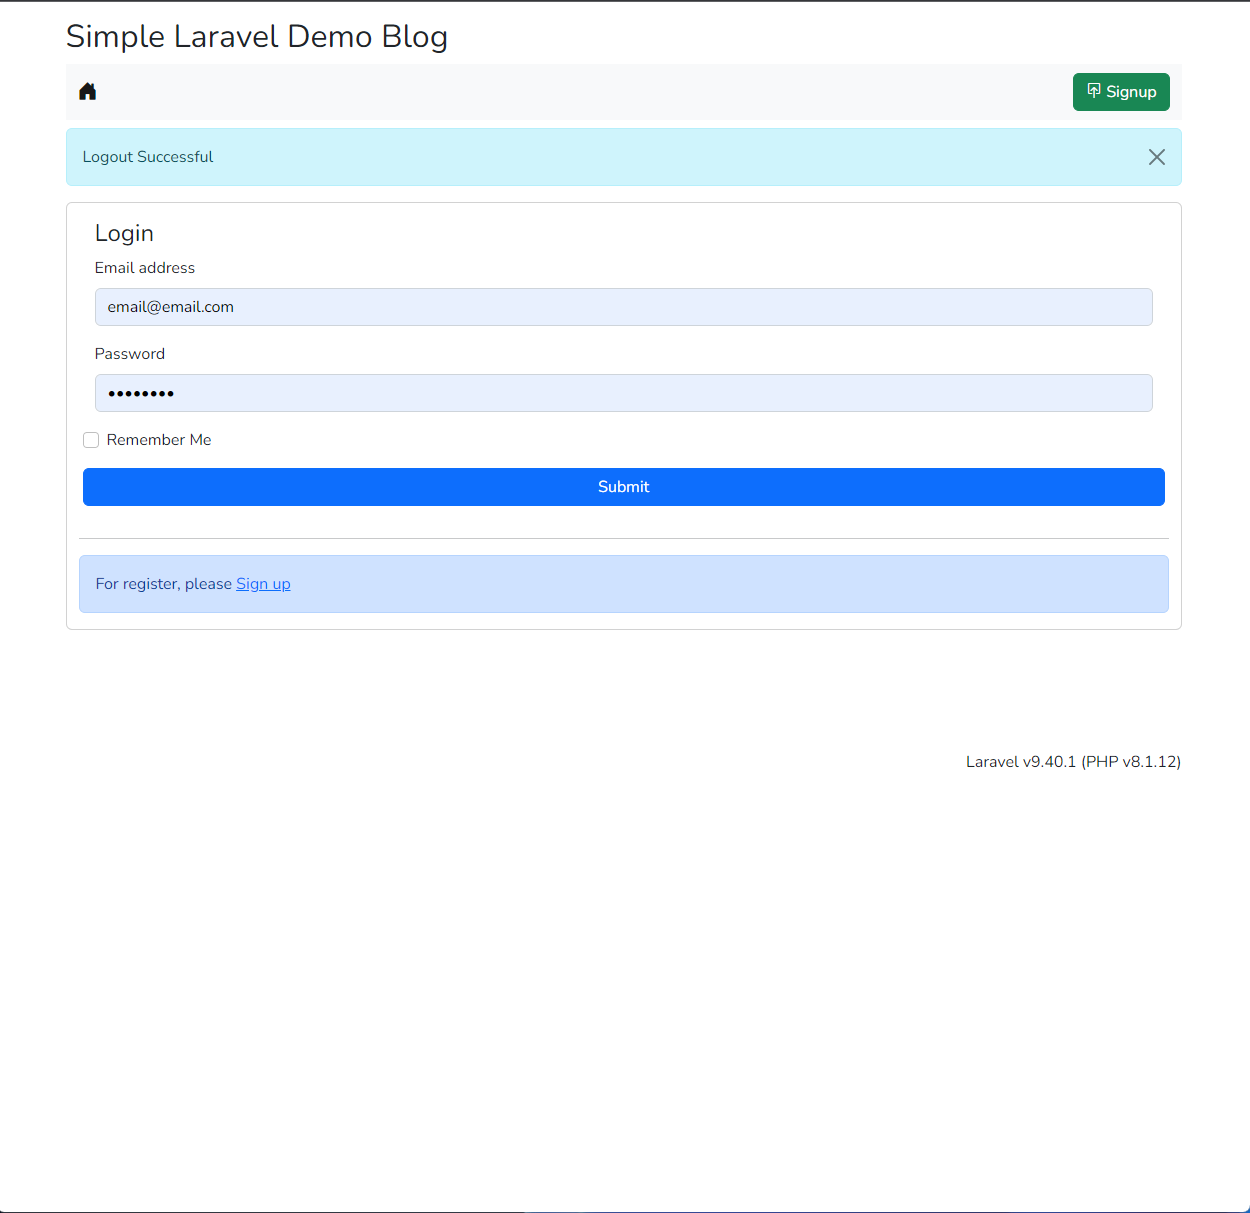 Simple Laravel Demo Blog
Signup
Logout Successful
Login
Email address
email@email.com
Password
••••••••
Remember Me
Submit
For register, please Sign up
Laravel v9.40.1 (PHP v8.1.12)